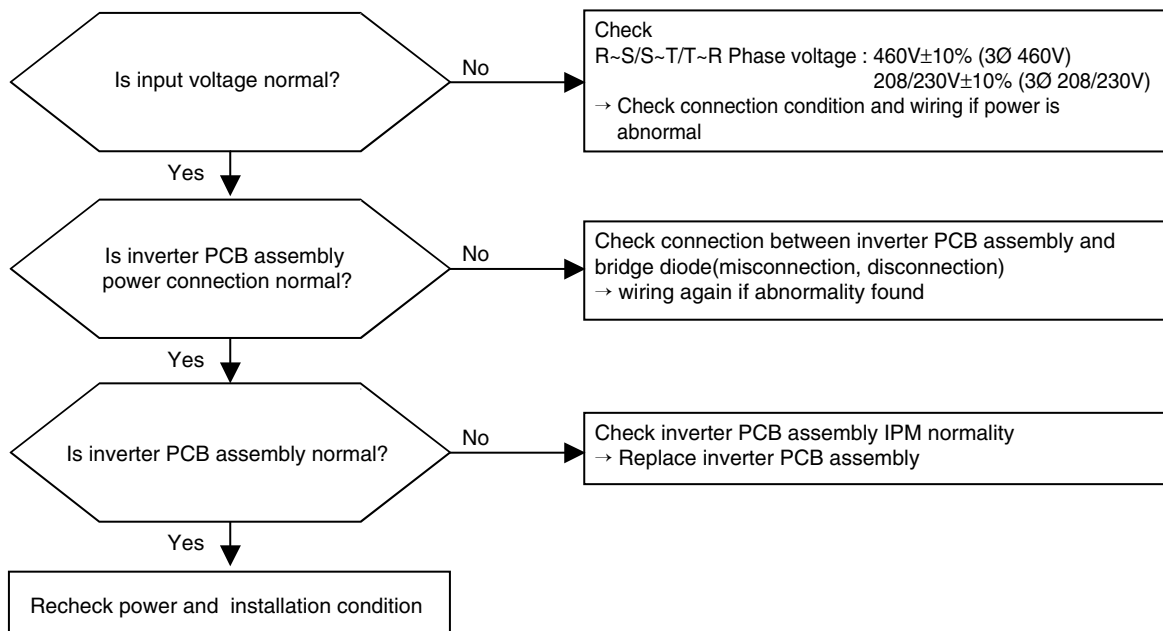 Is input voltage normal?
No
Check
R~S/S~T/T~R Phase voltage : 460V±10% (3Ø 460V)
208/230V±10% (3Ø 208/230V)
→ Check connection condition and wiring if power is
abnormal
Yes
Is inverter PCB assembly
power connection normal?
No
Check connection between inverter PCB assembly and
bridge diode(misconnection, disconnection)
→ wiring again if abnormality found
Yes
Is inverter PCB assembly normal?
No
Check inverter PCB assembly IPM normality
→ Replace inverter PCB assembly
Yes
Recheck power and installation condition